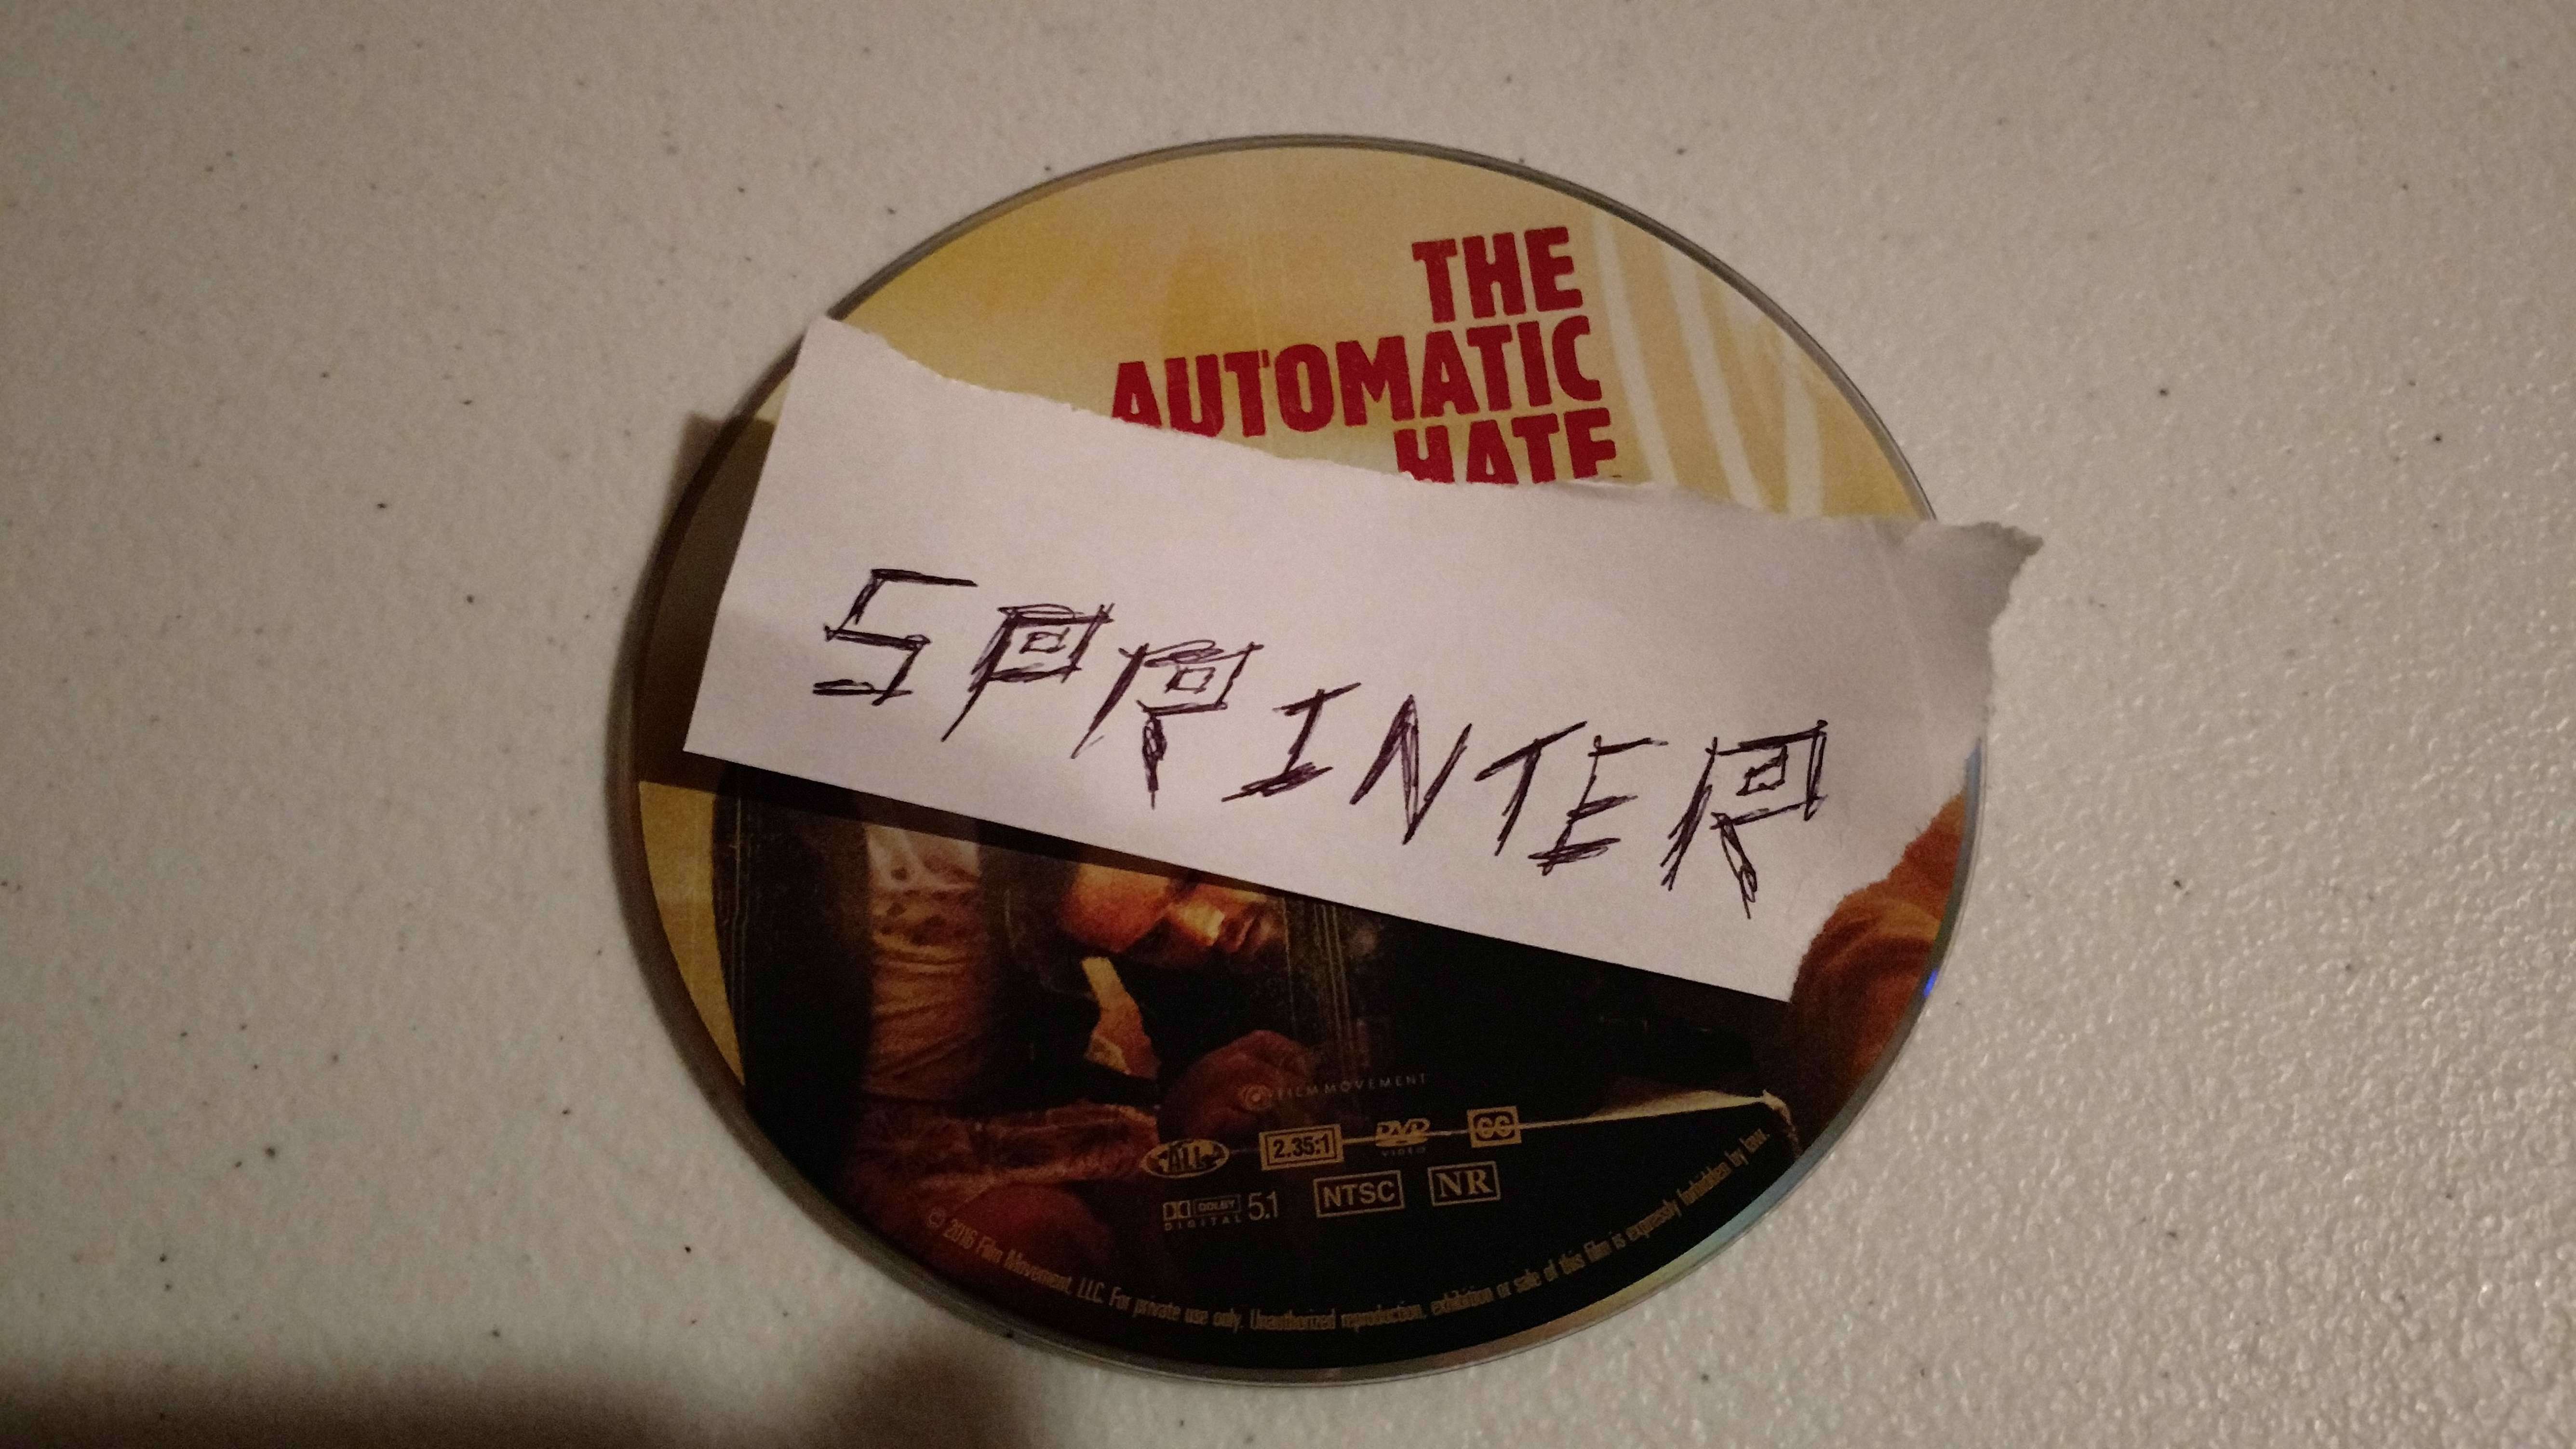 THE
AUTOMATIC
HATE
SPRINTER
FILM MOVEMENT
ALL 2.35:1 DVD VIDEO CC
DOLBY DIGITAL 5.1 NTSC NR
© 2016 Film Movement, LLC. For private use only. Unauthorized reproduction, exhibition or sale of this film is expressly forbidden by law.